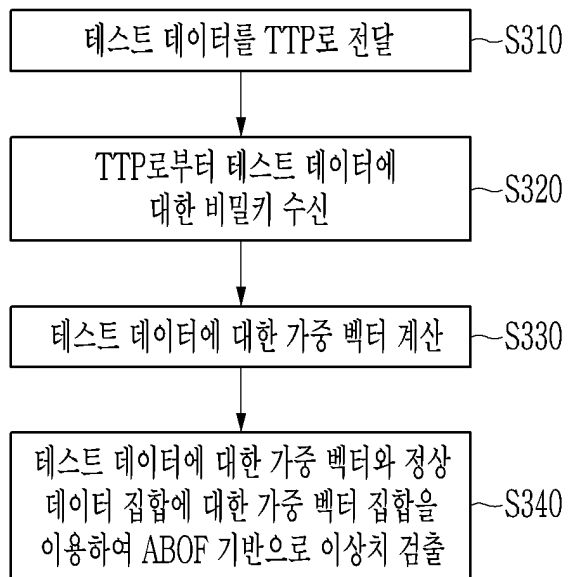 테스트 데이터를 TTP로 전달
S310
TTP로부터 테스트 데이터에
대한 비밀키 수신
S320
테스트 데이터에 대한 가중 벡터 계산
S330
테스트 데이터에 대한 가중 벡터와 정상
데이터 집합에 대한 가중 벡터 집합을
이용하여 ABOF 기반으로 이상치 검출
S340